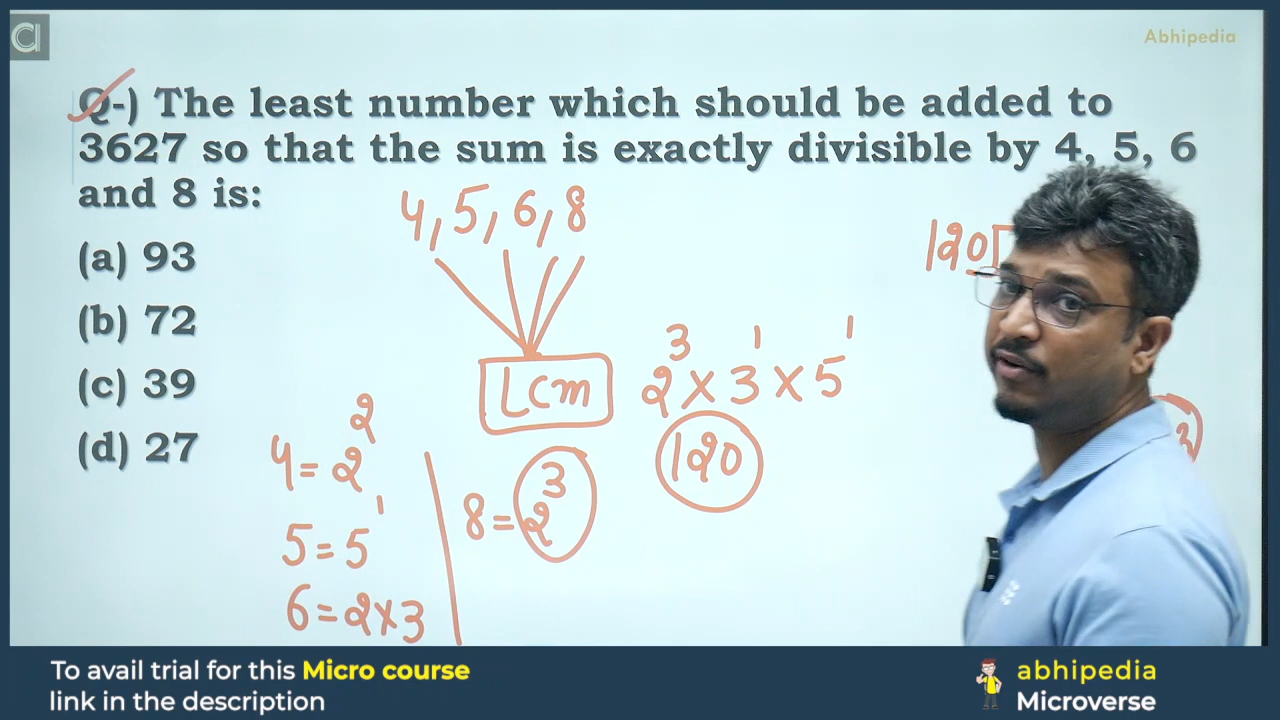 Abhipedia
Q-) The least number which should be added to
3627 so that the sum is exactly divisible by 4, 5, 6
and 8 is:
4, 5, 6, 8
120
(a) 93
(b) 72
(c) 39
(d) 27
LCM
2³ × 3¹ × 5¹
120
4 = 2²
5 = 5¹
6 = 2×3
8 = 2³
To avail trial for this Micro course
link in the description
abhipedia
Microverse